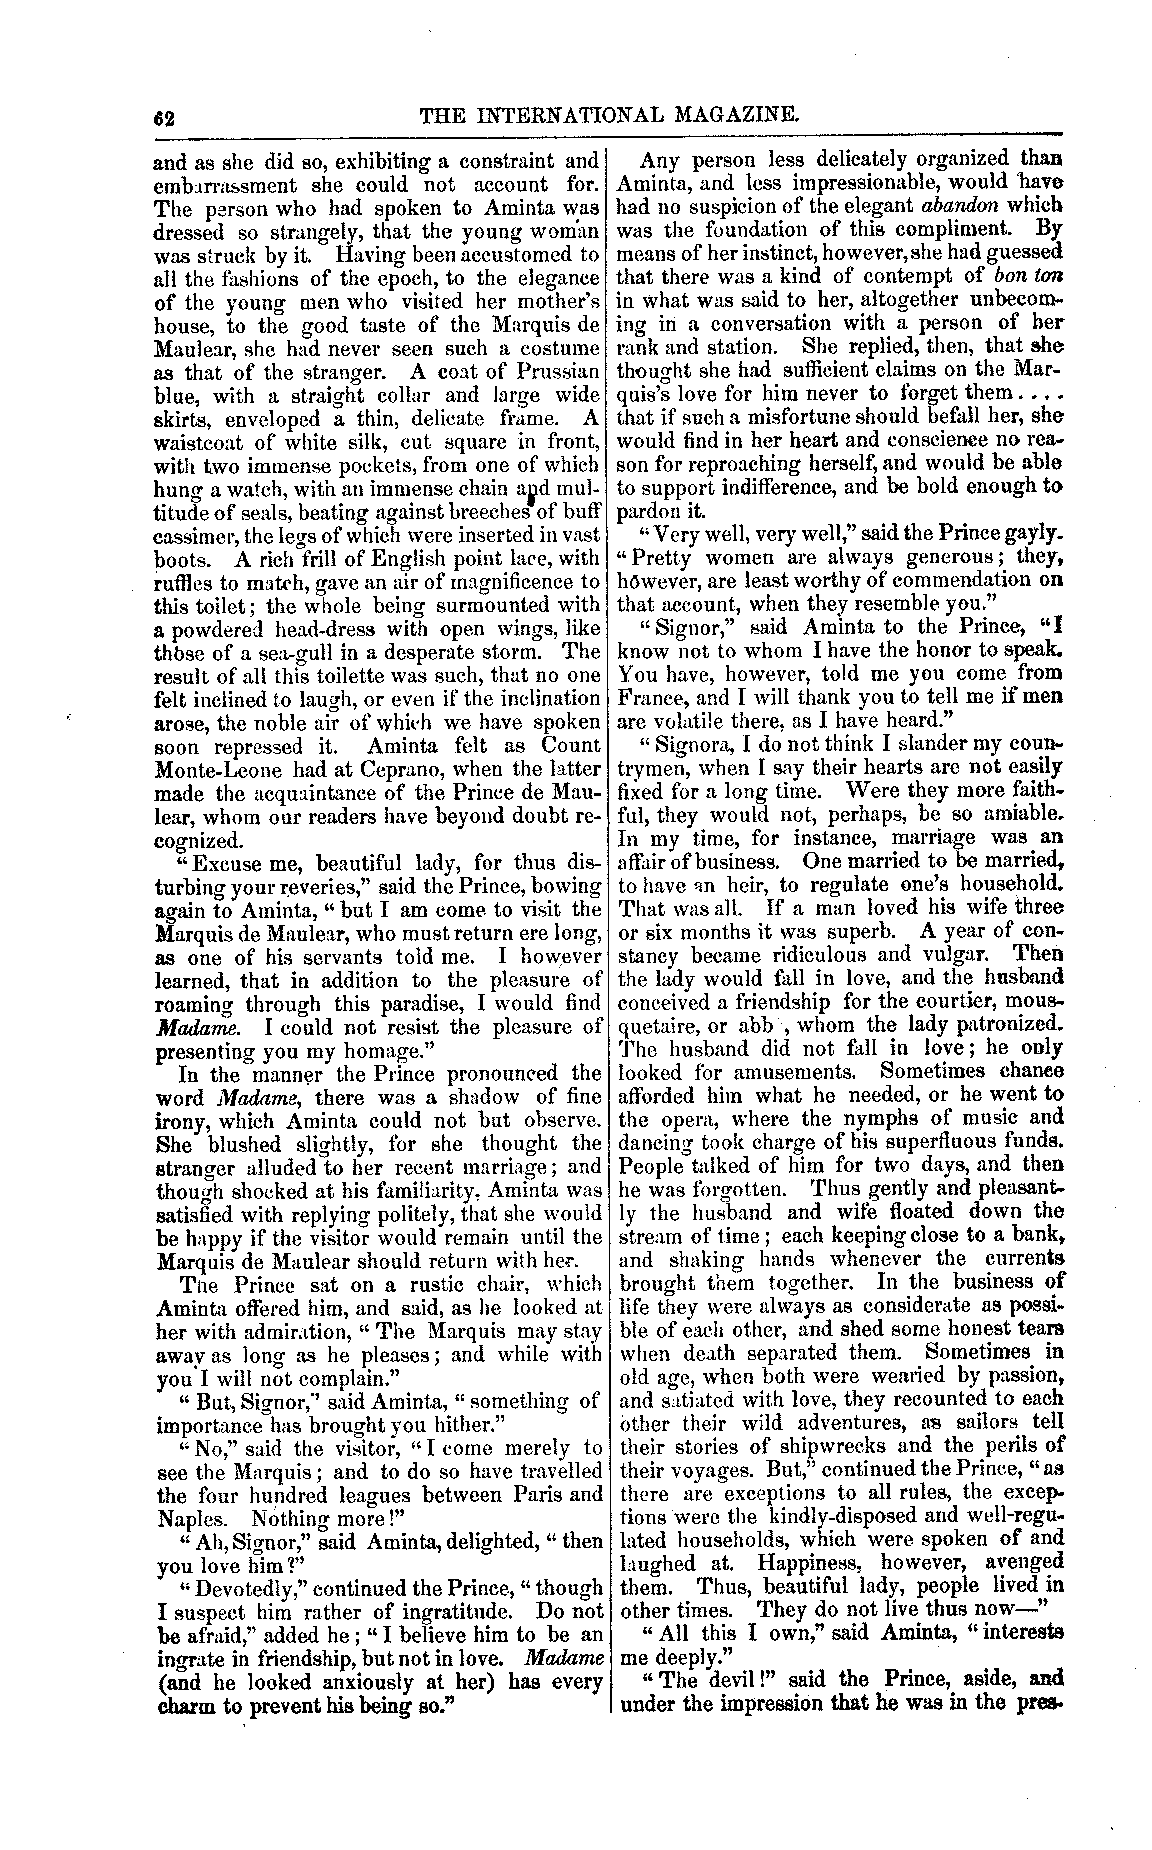 62 THE INTERNATIONAL MAGAZINE.
and as she did so, exhibiting a constraint and
embarrassment she could not account for.
The person who had spoken to Aminta was
dressed so strangely, that the young woman
was struck by it. Having been accustomed to
all the fashions of the epoch, to the elegance
of the young men who visited her mother's
house, to the good taste of the Marquis de
Maulear, she had never seen such a costume
as that of the stranger. A coat of Prussian
blue, with a straight collar and large wide
skirts, enveloped a thin, delicate frame. A
waistcoat of white silk, cut square in front,
with two immense pockets, from one of which
hung a watch, with an immense chain and mul-
titude of seals, beating against breeches of buff
cassimer, the legs of which were inserted in vast
boots. A rich frill of English point lace, with
ruffles to match, gave an air of magnificence to
this toilet; the whole being surmounted with
a powdered head-dress with open wings, like
those of a sea-gull in a desperate storm. The
result of all this toilette was such, that no one
felt inclined to laugh, or even if the inclination
arose, the noble air of which we have spoken
soon repressed it. Aminta felt as Count
Monte-Leone had at Ceprano, when the latter
made the acquaintance of the Prince de Mau-
lear, whom our readers have beyond doubt re-
cognized.
"Excuse me, beautiful lady, for thus dis-
turbing your reveries," said the Prince, bowing
again to Aminta, "but I am come to visit the
Marquis de Maulear, who must return ere long,
as one of his servants told me. I however
learned, that in addition to the pleasure of
roaming through this paradise, I would find
Madame. I could not resist the pleasure of
presenting you my homage."
In the manner the Prince pronounced the
word Madame, there was a shadow of fine
irony, which Aminta could not but observe.
She blushed slightly, for she thought the
stranger alluded to her recent marriage; and
though shocked at his familiarity, Aminta was
satisfied with replying politely, that she would
be happy if the visitor would remain until the
Marquis de Maulear should return with her.
The Prince sat on a rustic chair, which
Aminta offered him, and said, as he looked at
her with admiration, "The Marquis may stay
away as long as he pleases; and while with
you I will not complain."
"But, Signor," said Aminta, "something of
importance has brought you hither."
"No," said the visitor, "I come merely to
see the Marquis; and to do so have travelled
the four hundred leagues between Paris and
Naples. Nothing more!"
"Ah, Signor," said Aminta, delighted, "then
you love him?"
"Devotedly," continued the Prince, "though
I suspect him rather of ingratitude. Do not
be afraid," added he; "I believe him to be an
ingrate in friendship, but not in love. Madame
(and he looked anxiously at her) has every
charm to prevent his being so."
Any person less delicately organized than
Aminta, and less impressionable, would have
had no suspicion of the elegant abandon which
was the foundation of this compliment. By
means of her instinct, however, she had guessed
that there was a kind of contempt of bon ton
in what was said to her, altogether unbecom-
ing in a conversation with a person of her
rank and station. She replied, then, that she
thought she had sufficient claims on the Mar-
quis's love for him never to forget them . . . .
that if such a misfortune should befall her, she
would find in her heart and conscience no rea-
son for reproaching herself, and would be able
to support indifference, and be bold enough to
pardon it.
"Very well, very well," said the Prince gayly.
"Pretty women are always generous; they,
however, are least worthy of commendation on
that account, when they resemble you."
"Signor," said Aminta to the Prince, "I
know not to whom I have the honor to speak.
You have, however, told me you come from
France, and I will thank you to tell me if men
are volatile there, as I have heard."
"Signora, I do not think I slander my coun-
trymen, when I say their hearts are not easily
fixed for a long time. Were they more faith-
ful, they would not, perhaps, be so amiable.
In my time, for instance, marriage was an
affair of business. One married to be married,
to have an heir, to regulate one's household.
That was all. If a man loved his wife three
or six months it was superb. A year of con-
stancy became ridiculous and vulgar. Then
the lady would fall in love, and the husband
conceived a friendship for the courtier, mous-
quetaire, or abb , whom the lady patronized.
The husband did not fall in love; he only
looked for amusements. Sometimes chance
afforded him what he needed, or he went to
the opera, where the nymphs of music and
dancing took charge of his superfluous funds.
People talked of him for two days, and then
he was forgotten. Thus gently and pleasant-
ly the husband and wife floated down the
stream of time; each keeping close to a bank,
and shaking hands whenever the currents
brought them together. In the business of
life they were always as considerate as possi-
ble of each other, and shed some honest tears
when death separated them. Sometimes in
old age, when both were wearied by passion,
and satiated with love, they recounted to each
other their wild adventures, as sailors tell
their stories of shipwrecks and the perils of
their voyages. But," continued the Prince, "as
there are exceptions to all rules, the excep-
tions were the kindly-disposed and well-regu-
lated households, which were spoken of and
laughed at. Happiness, however, avenged
them. Thus, beautiful lady, people lived in
other times. They do not live thus now—"
"All this I own," said Aminta, "interests
me deeply."
"The devil!" said the Prince, aside, and
under the impression that he was in the pres-